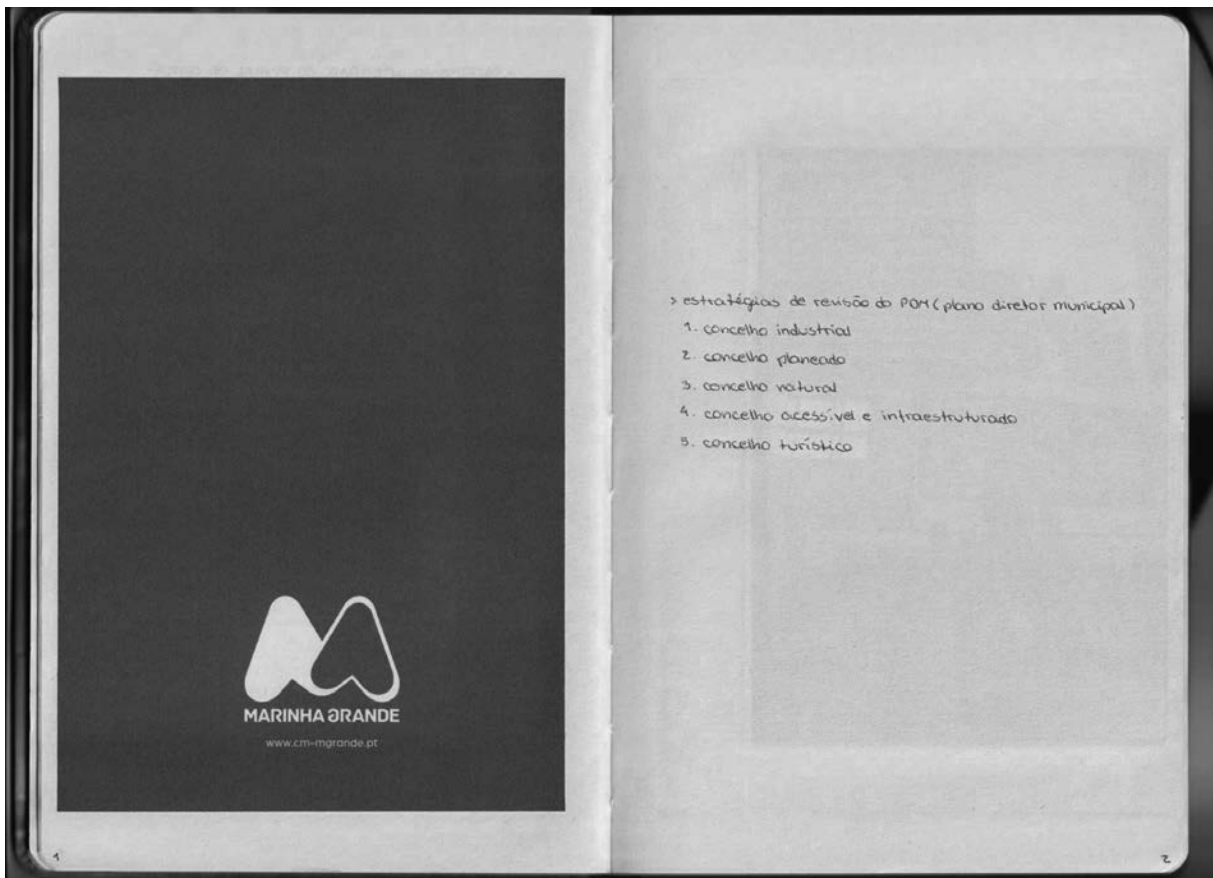 MARINHA GRANDE
www.cm-mgrande.pt
1
> estratégias de revisão do PDM (plano diretor municipal)
1. concelho industrial
2. concelho planeado
3. concelho natural
4. concelho acessível e infraestruturado
5. concelho turístico
2